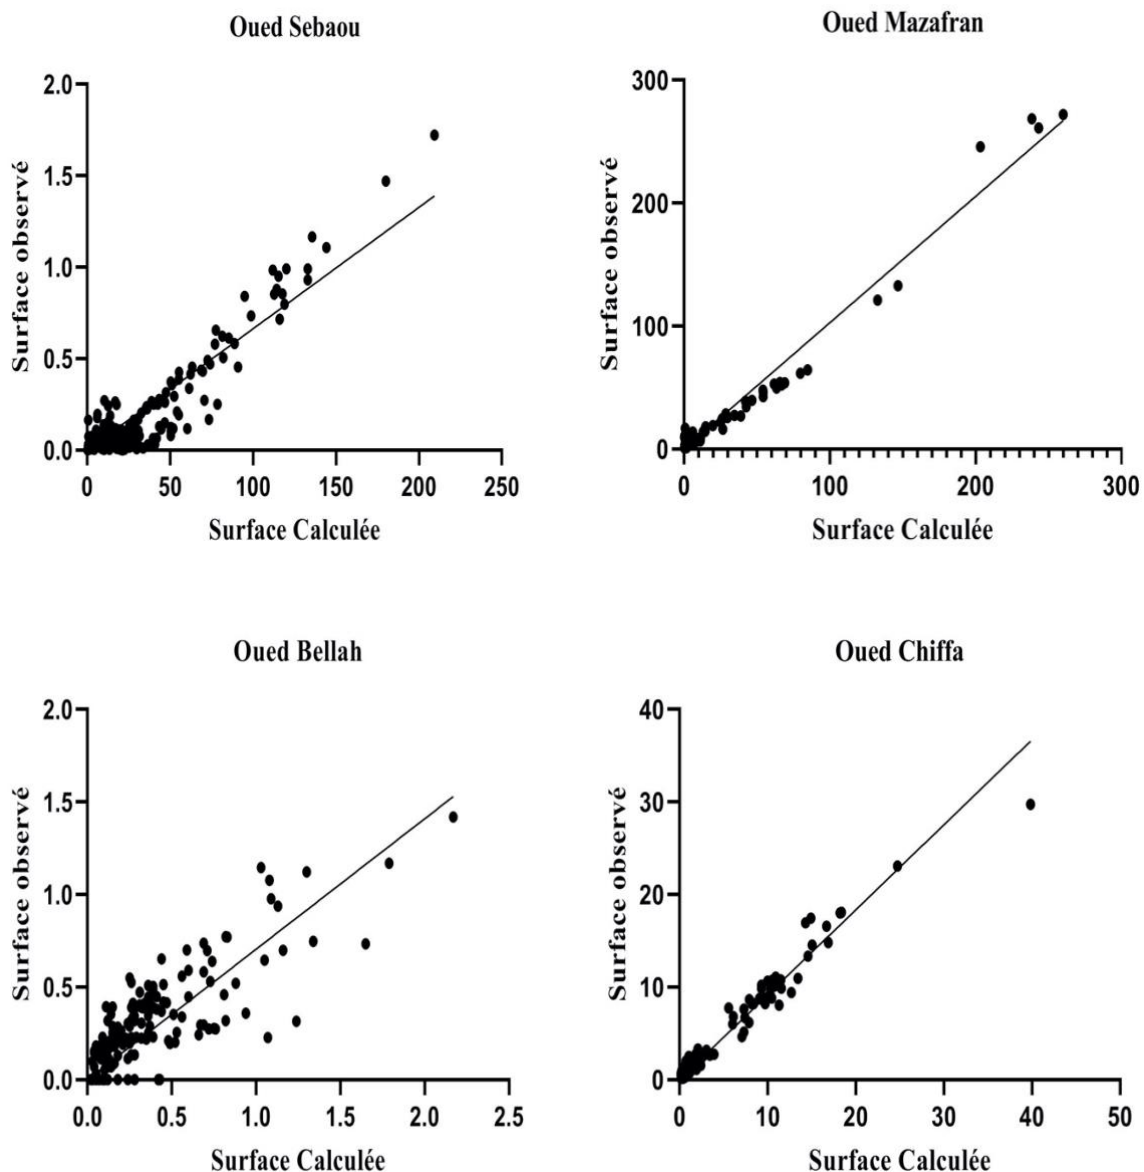 Oued Sebaou
2.0
1.5
1.0
0.5
0.0
Surface observé
0 50 100 150 200 250
Surface Calculée
Oued Mazafran
300
200
100
0
Surface observé
0 100 200 300
Surface Calculée
Oued Bellah
2.0
1.5
1.0
0.5
0.0
Surface observé
0.0 0.5 1.0 1.5 2.0 2.5
Surface Calculée
Oued Chiffa
40
30
20
10
0
Surface observé
0 10 20 30 40 50
Surface Calculée